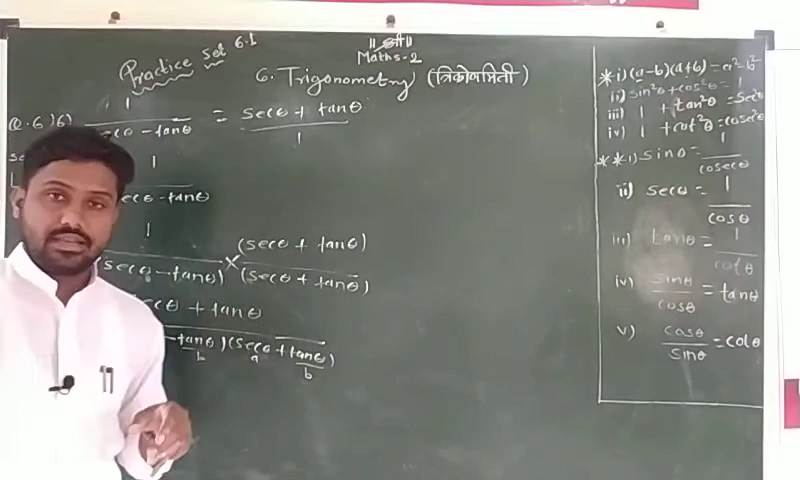 ॥ श्री ॥
Maths-2
Practice Set 6.1
6. Trigonometry (त्रिकोणमिती)
Q.6)6) 1 / secθ - tanθ = secθ + tanθ / 1
1 / secθ - tanθ
1 / (secθ - tanθ) × (secθ + tanθ) / (secθ + tanθ)
secθ + tanθ / - tanθ)(secθ + tanθ)
b a b
** i) (a-b)(a+b) = a²-b²
ii) sin²θ + cos²θ = 1
iii) 1 + tan²θ = sec²θ
iv) 1 + cot²θ = cosec²θ
** i) sinθ = 1 / cosecθ
ii) secθ = 1 / cosθ
iii) tanθ = 1 / cotθ
iv) sinθ / cosθ = tanθ
v) cosθ / sinθ = cotθ